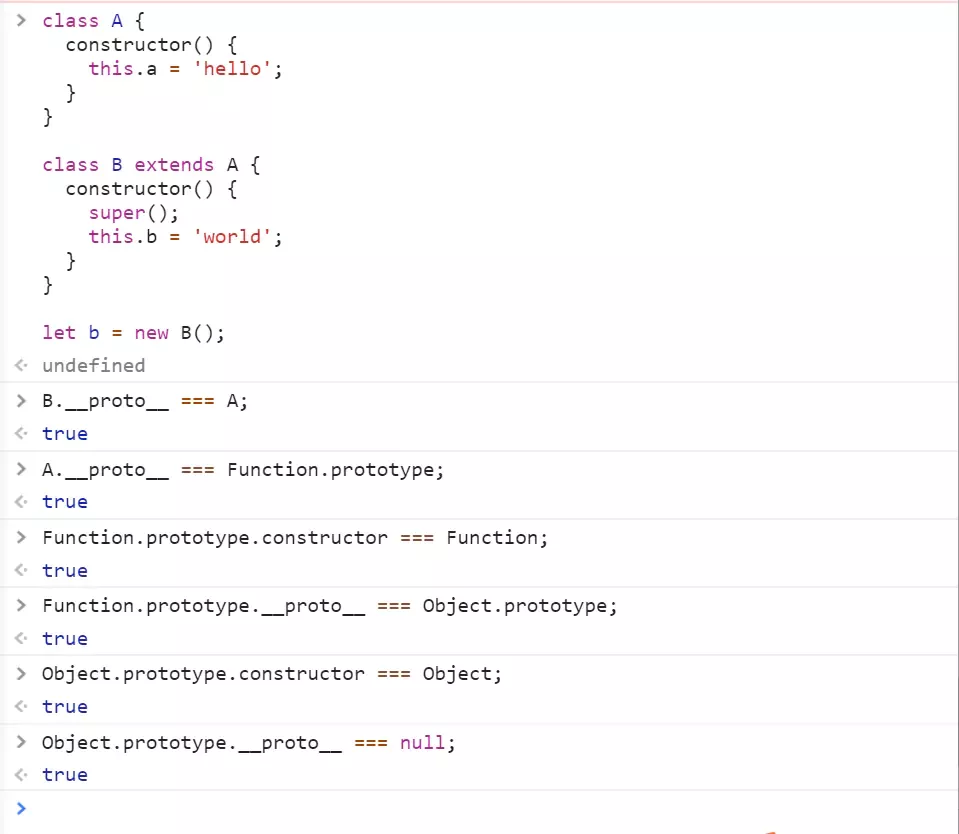 class A {
  constructor() {
    this.a = 'hello';
  }
}

class B extends A {
  constructor() {
    super();
    this.b = 'world';
  }
}

let b = new B();
undefined
B.__proto__ === A;
true
A.__proto__ === Function.prototype;
true
Function.prototype.constructor === Function;
true
Function.prototype.__proto__ === Object.prototype;
true
Object.prototype.constructor === Object;
true
Object.prototype.__proto__ === null;
true